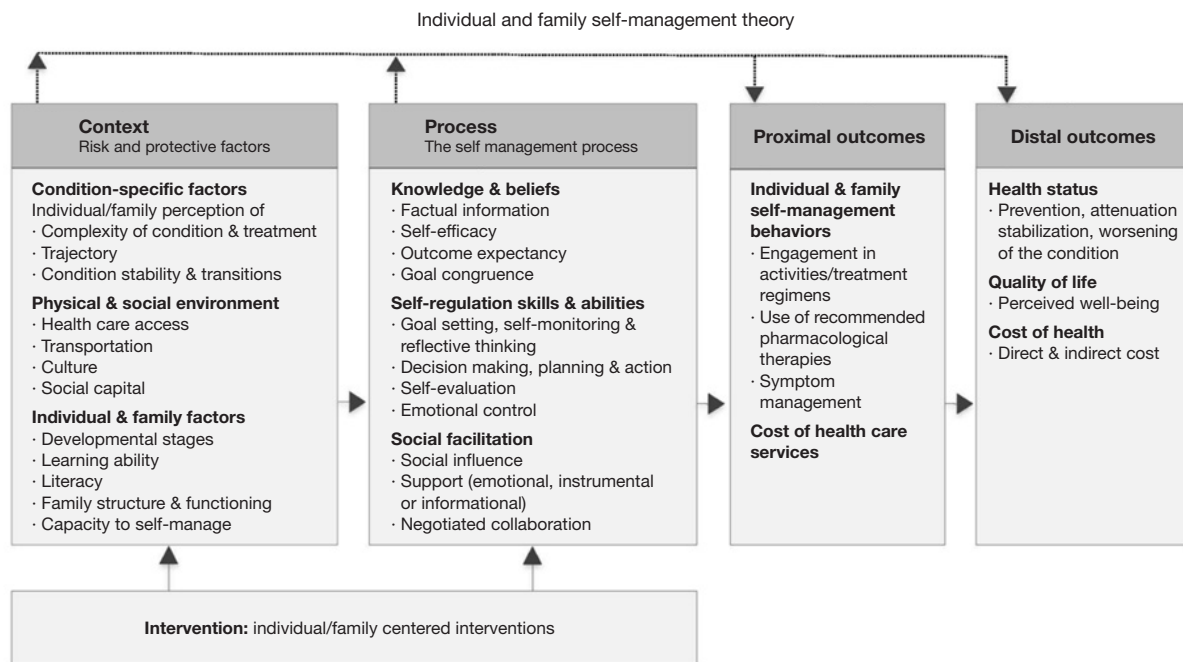 Individual and family self-management theory
Context
Risk and protective factors
Condition-specific factors
Individual/family perception of
· Complexity of condition & treatment
· Trajectory
· Condition stability & transitions
Physical & social environment
· Health care access
· Transportation
· Culture
· Social capital
Individual & family factors
· Developmental stages
· Learning ability
· Literacy
· Family structure & functioning
· Capacity to self-manage
Process
The self management process
Knowledge & beliefs
· Factual information
· Self-efficacy
· Outcome expectancy
· Goal congruence
Self-regulation skills & abilities
· Goal setting, self-monitoring &
reflective thinking
· Decision making, planning & action
· Self-evaluation
· Emotional control
Social facilitation
· Social influence
· Support (emotional, instrumental
or informational)
· Negotiated collaboration
Proximal outcomes
Individual & family
self-management
behaviors
· Engagement in
activities/treatment
regimens
· Use of recommended
pharmacological
therapies
· Symptom
management
Cost of health care
services
Distal outcomes
Health status
· Prevention, attenuation
stabilization, worsening
of the condition
Quality of life
· Perceived well-being
Cost of health
· Direct & indirect cost
Intervention: individual/family centered interventions